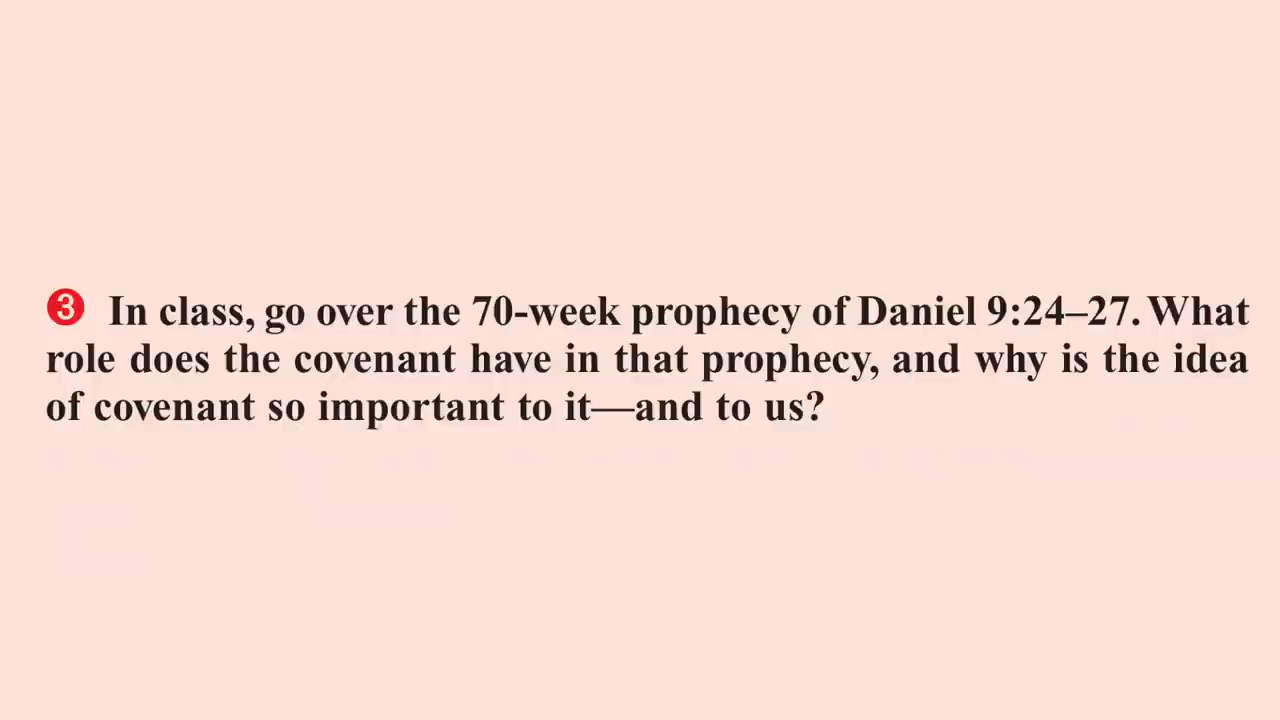 ❸ In class, go over the 70-week prophecy of Daniel 9:24–27. What
role does the covenant have in that prophecy, and why is the idea
of covenant so important to it—and to us?